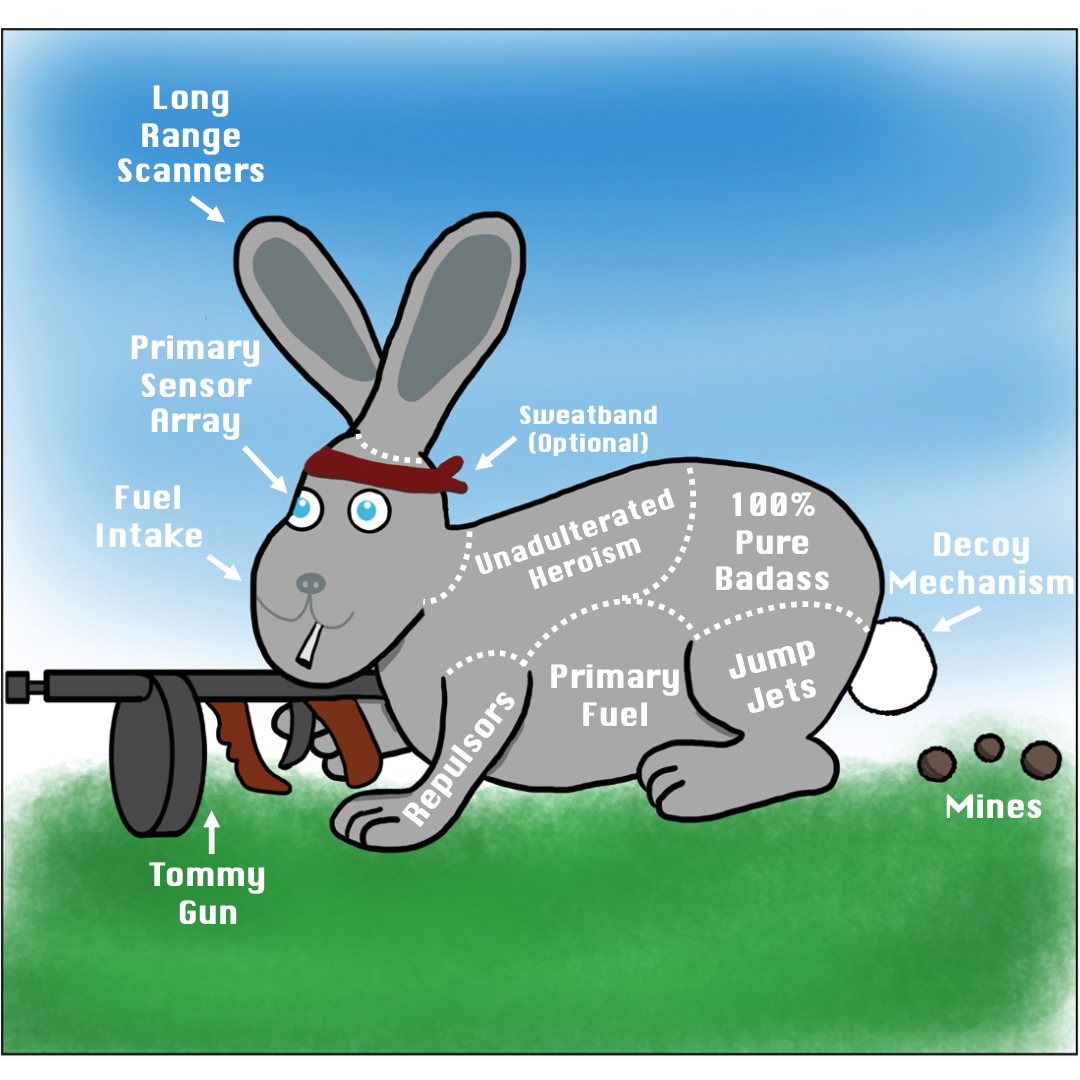 Long
Range
Scanners
Primary
Sensor
Array
Sweatband
(Optional)
Fuel
Intake
Unadulterated
Heroism
100%
Pure
Badass
Decoy
Mechanism
Primary
Fuel
Jump
Jets
Repulsors
Mines
Tommy
Gun